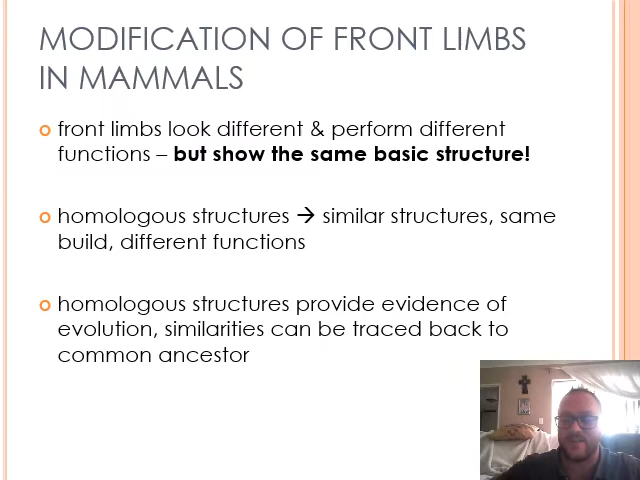 MODIFICATION OF FRONT LIMBS
IN MAMMALS
front limbs look different & perform different
functions – but show the same basic structure!
homologous structures → similar structures, same
build, different functions
homologous structures provide evidence of
evolution, similarities can be traced back to
common ancestor